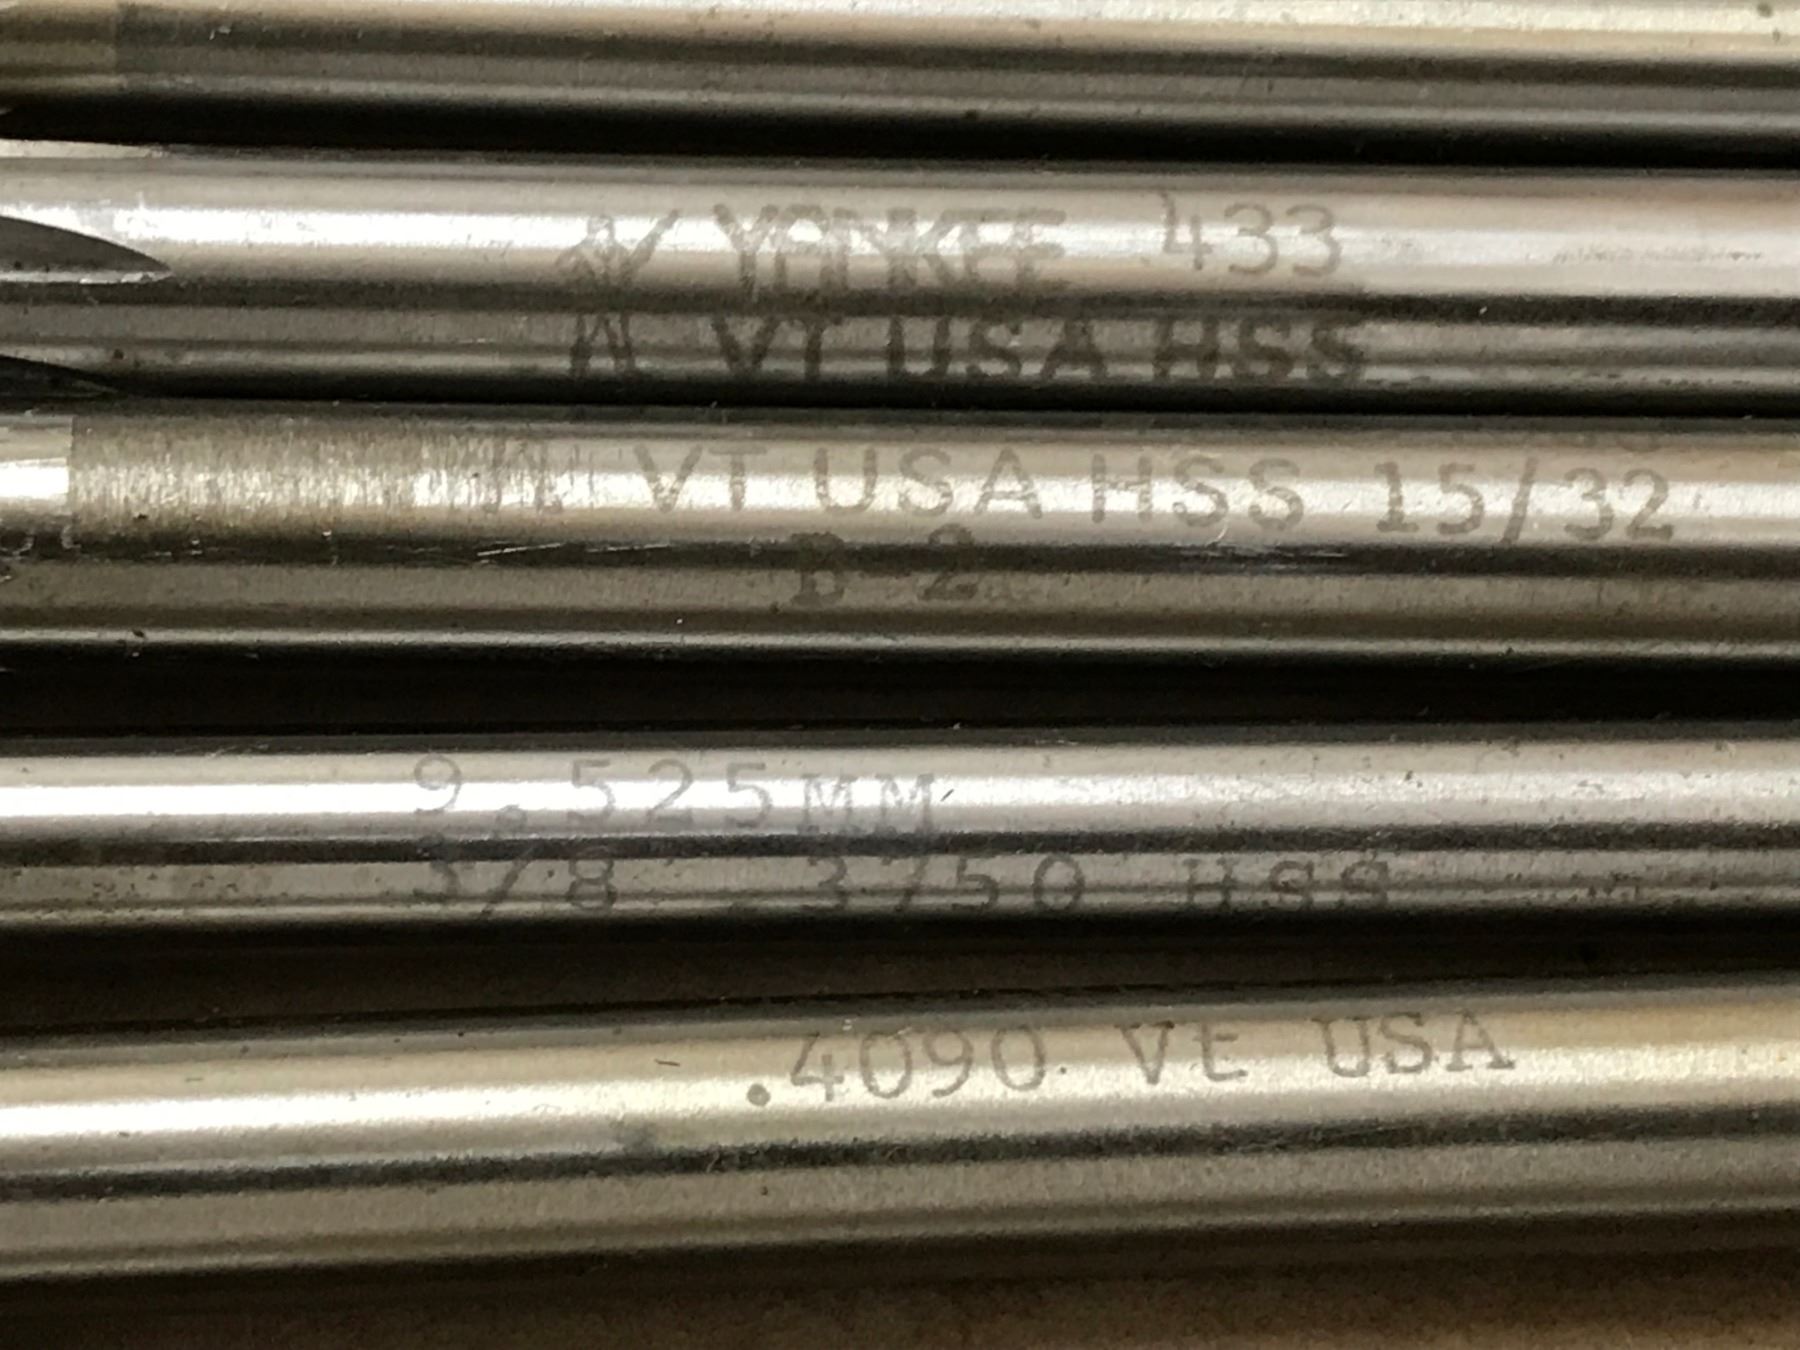 YANKEE .433
VT USA HSS
VT USA HSS 15/32
D-2
9.525MM
3/8 .3750 HSS
.4090 Vt USA